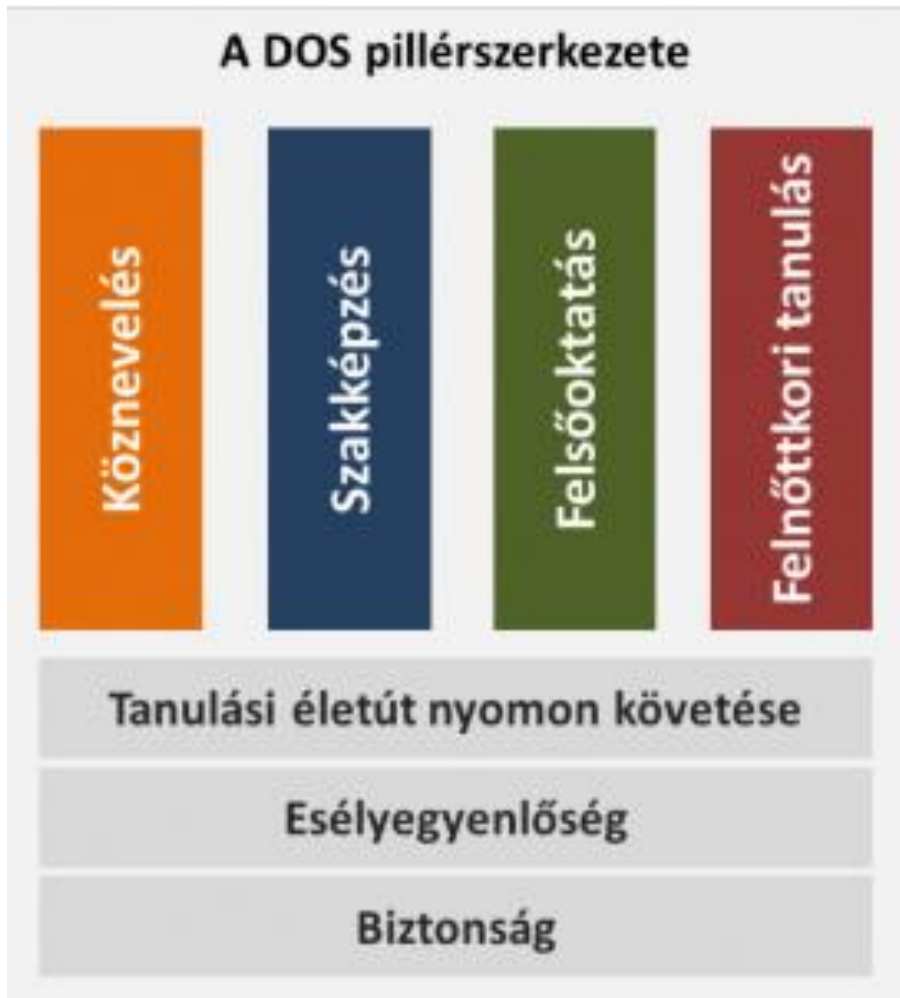 A DOS pillérszerkezete
Köznevelés
Szakképzés
Felsőoktatás
Felnőttkori tanulás
Tanulási életút nyomon követése
Esélyegyenlőség
Biztonság